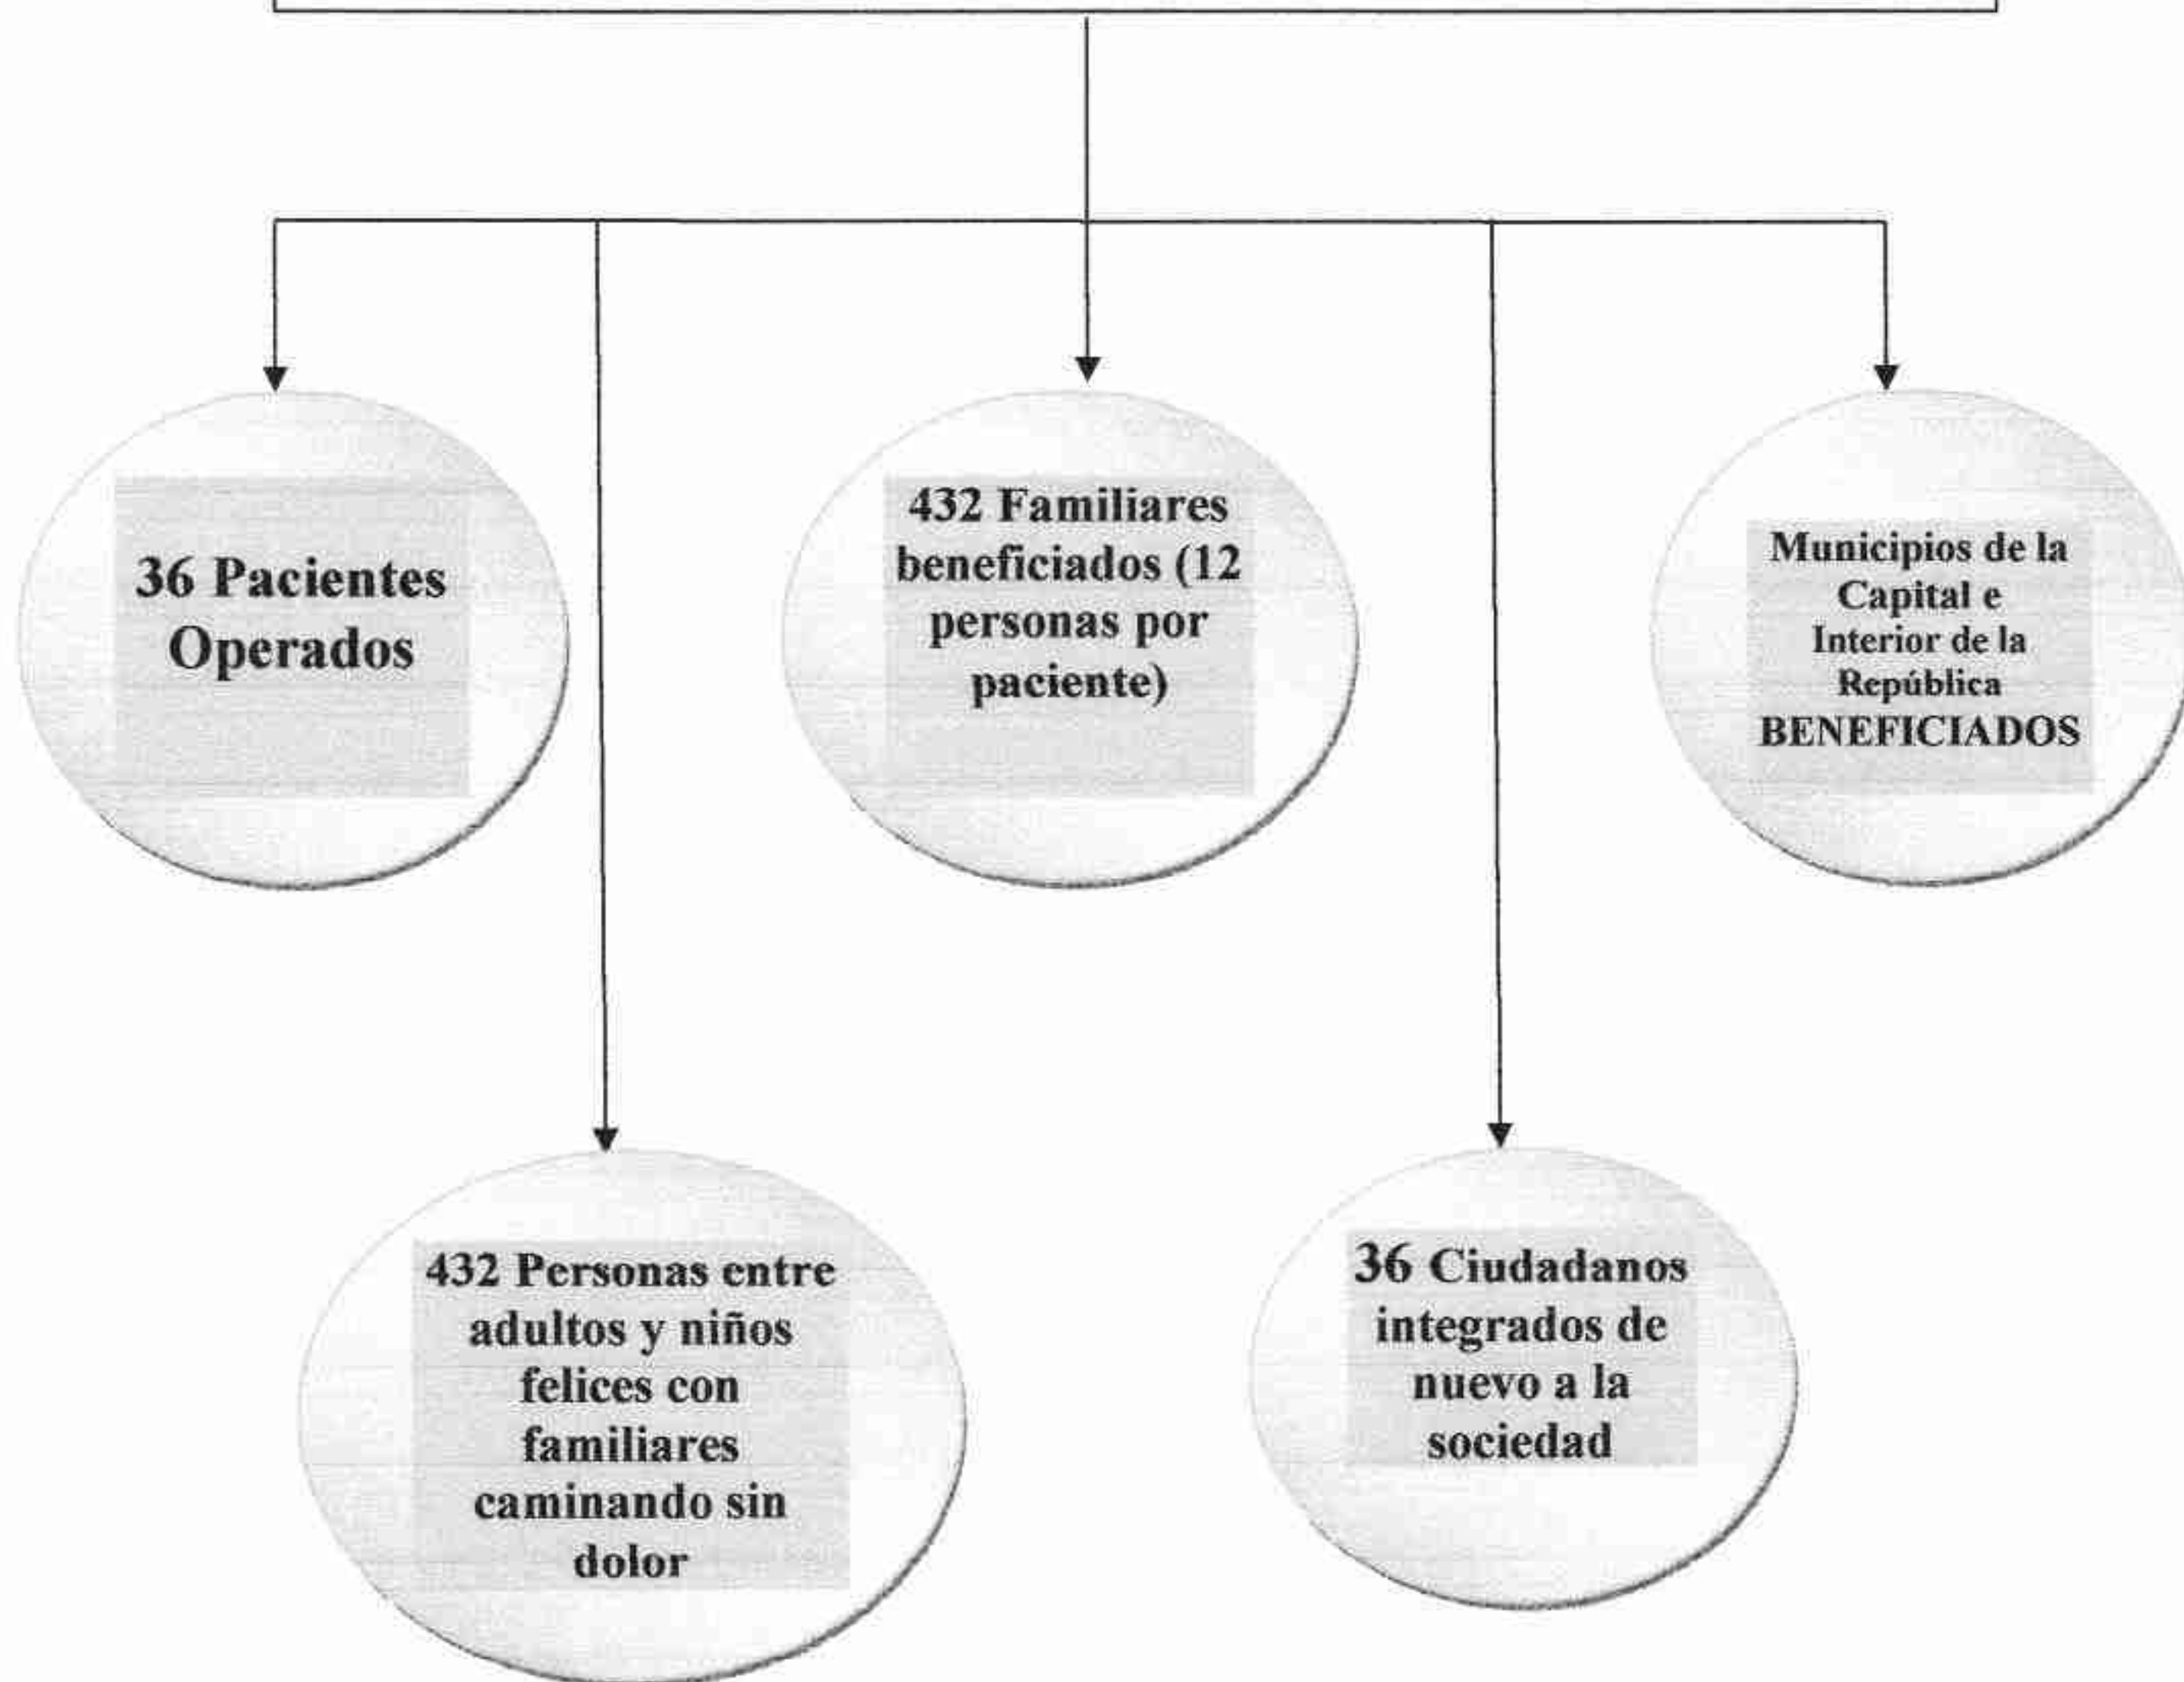 36 Pacientes
Operados
432 Familiares
beneficiados (12
personas por
paciente)
Municipios de la
Capital e
Interior de la
República
BENEFICIADOS
432 Personas entre
adultos y niños
felices con
familiares
caminando sin
dolor
36 Ciudadanos
integrados de
nuevo a la
sociedad